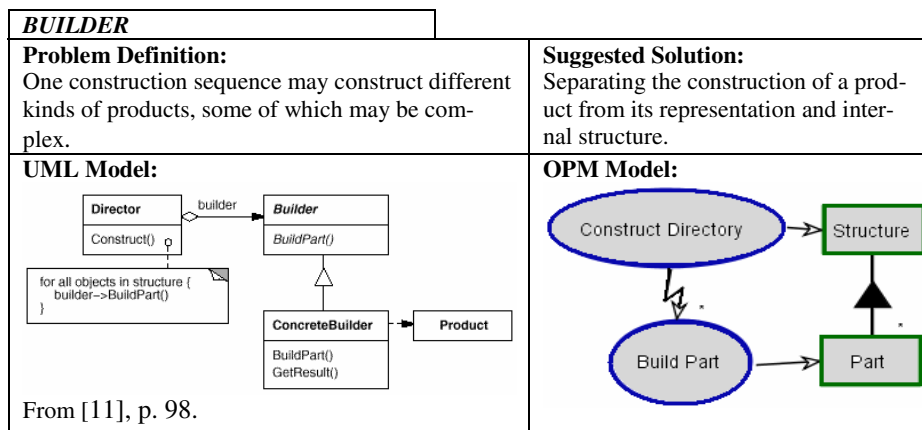 BUILDER
Problem Definition:
One construction sequence may construct different
kinds of products, some of which may be com-
plex.
Suggested Solution:
Separating the construction of a prod-
uct from its representation and inter-
nal structure.
UML Model:
Director
Construct()
builder
Builder
BuildPart()
for all objects in structure {
builder->BuildPart()
}
ConcreteBuilder
BuildPart()
GetResult()
Product
From [11], p. 98.
OPM Model:
Construct Directory
Structure
*
*
Build Part
Part